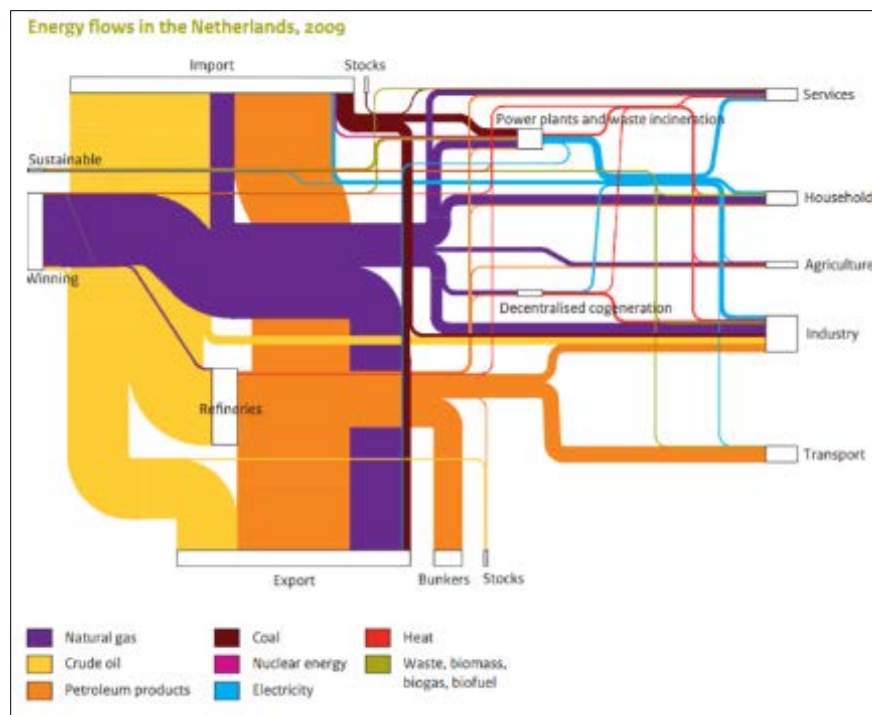 Energy flows in the Netherlands, 2009
Import
Stocks
Services
Power plants and waste incineration
Sustainable
Household
Winning
Agriculture
Decentralised cogeneration
Industry
Refineries
Transport
Export
Bunkers
Stocks
Natural gas
Coal
Heat
Crude oil
Nuclear energy
Waste, biomass,
biogas, biofuel
Petroleum products
Electricity